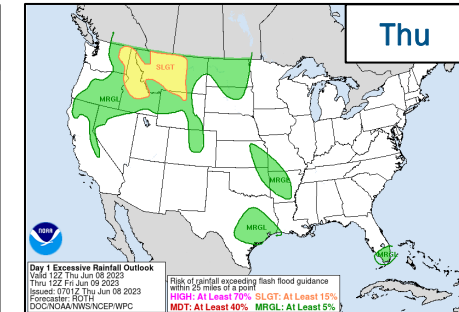 Thu
SLGT
MRGL
MRGL
MRGL
MRGL
NOAA
Day 1 Excessive Rainfall Outlook
Valid 12Z Thu Jun 08 2023
Thru 12Z Fri Jun 09 2023
Issued: 0701Z Thu Jun 08 2023
Forecaster: ROTH
DOC/NOAA/NWS/NCEP/WPC
Risk of rainfall exceeding flash flood guidance
within 25 miles of a point
HIGH: At Least 70% SLGT: At Least 15%
MDT: At Least 40% MRGL: At Least 5%